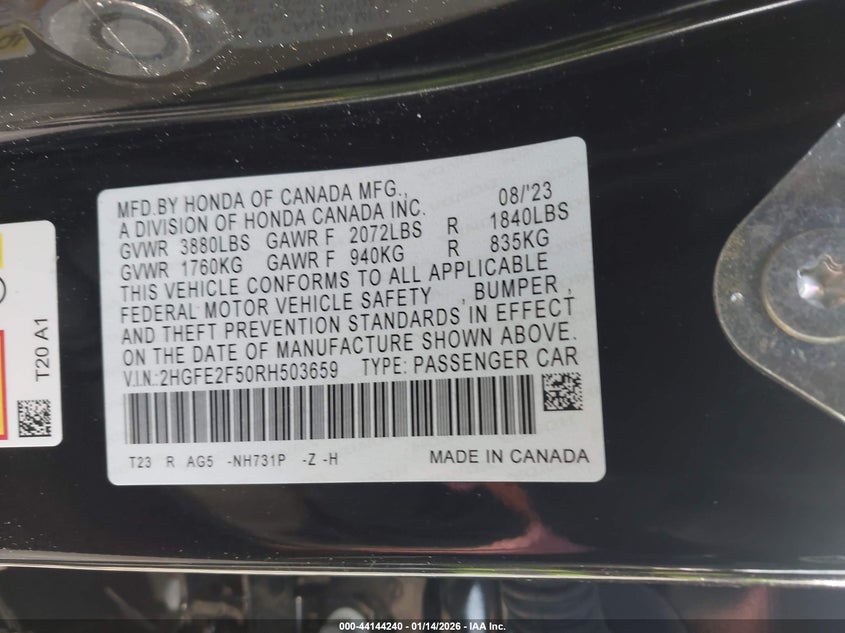 MFD.BY HONDA OF CANADA MFG., 08/'23
A DIVISION OF HONDA CANADA INC.
GVWR 3880LBS GAWR F 2072LBS R 1840LBS
GVWR 1760KG GAWR F 940KG R 835KG
THIS VEHICLE CONFORMS TO ALL APPLICABLE
FEDERAL MOTOR VEHICLE SAFETY , BUMPER ,
AND THEFT PREVENTION STANDARDS IN EFFECT
ON THE DATE OF MANUFACTURE SHOWN ABOVE.
V.I.N.:2HGFE2F50RH503659 TYPE: PASSENGER CAR
T23 R AG5 -NH731P -Z -H MADE IN CANADA
T20 A1
000-44144240 - 01/14/2026 - IAA Inc.